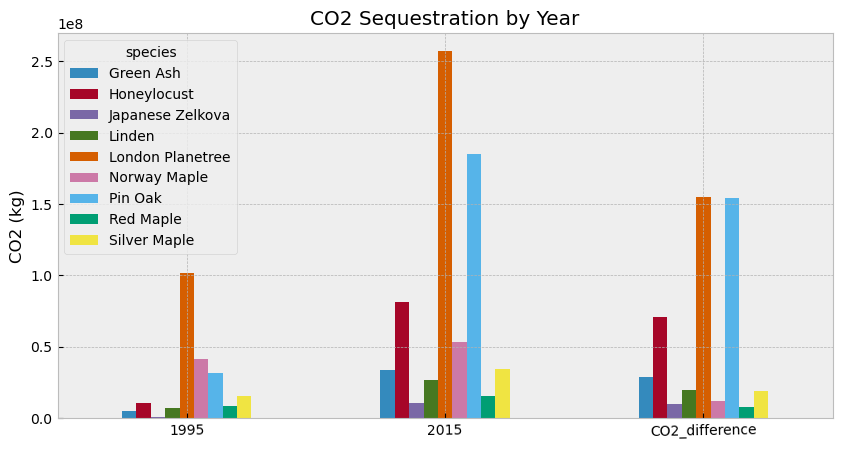 CO2 Sequestration by Year
1e8
species
Green Ash
Honeylocust
Japanese Zelkova
Linden
London Planetree
Norway Maple
Pin Oak
Red Maple
Silver Maple
CO2 (kg)
2.5
2.0
1.5
1.0
0.5
0.0
1995
2015
CO2_difference